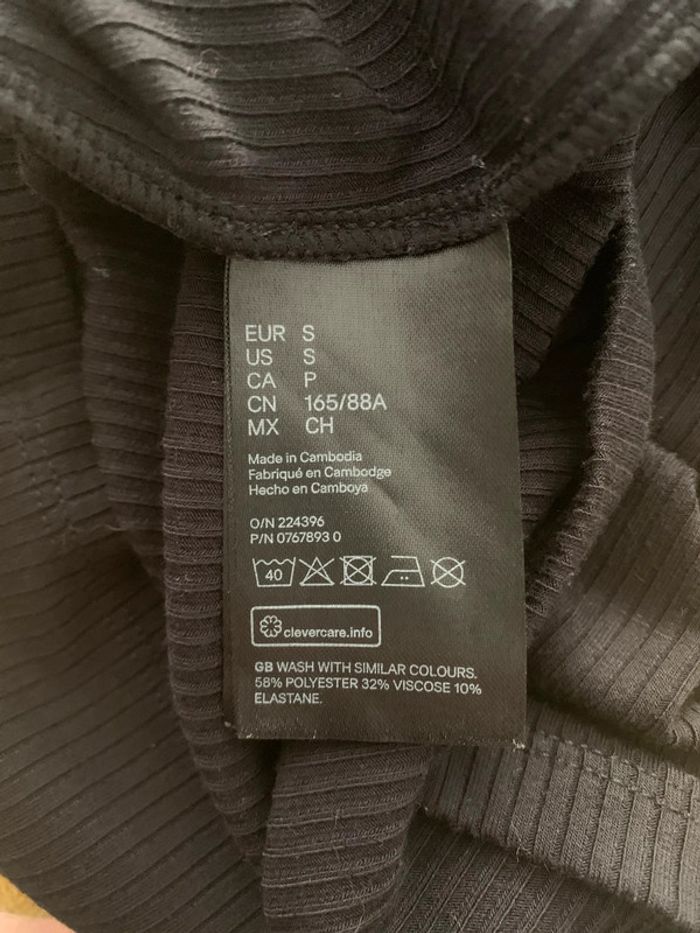 EUR S
US S
CA P
CN 165/88A
MX CH
Made in Cambodia
Fabriqué en Cambodge
Hecho en Camboya
O/N 224396
P/N 0767893 0
40
clevercare.info
GB WASH WITH SIMILAR COLOURS.
58% POLYESTER 32% VISCOSE 10%
ELASTANE.